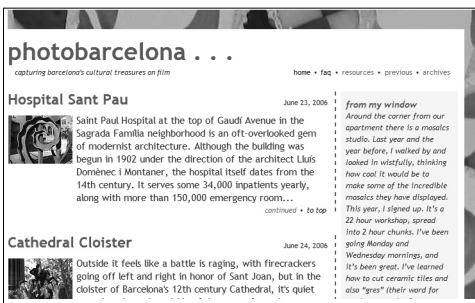 photobarcelona . . .
capturing barcelona's cultural treasures on film
home • faq • resources • previous • archives
Hospital Sant Pau
June 23, 2006
Saint Paul Hospital at the top of Gaudí Avenue in the
Sagrada Família neighborhood is an oft-overlooked gem
of modernist architecture. Although the building was
begun in 1902 under the direction of the architect Lluís
Domènec i Montaner, the hospital itself dates from the
14th century. It serves some 34,000 inpatients yearly,
along with more than 150,000 emergency room...
continued • to top
Cathedral Cloister
June 24, 2006
Outside it feels like a battle is raging, with firecrackers
going off left and right in honor of Sant Joan, but in the
cloister of Barcelona's 12th century Cathedral, it's quiet
from my window
Around the corner from our
apartment there is a mosaics
studio. Last year and the
year before, I walked by and
looked in wistfully, thinking
how cool it would be to
make some of the incredible
mosaics they have displayed.
This year, I signed up. It's a
22 hour workshop, spread
into 2 hour chunks. I've been
going Monday and
Wednesday mornings, and
it's been great. I've learned
how to cut ceramic tiles and
also "gres" (their word for